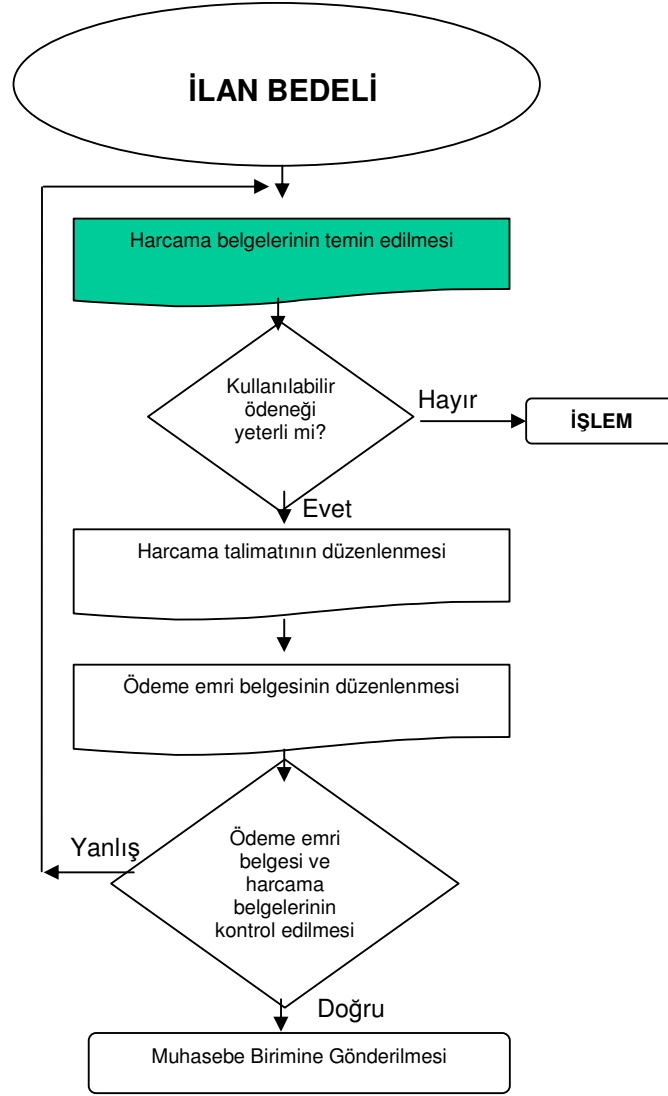 İLAN BEDELİ
Harcama belgelerinin temin edilmesi
Kullanılabilir
ödeneği
yeterli mi?
Hayır
İŞLEM
Evet
Harcama talimatının düzenlenmesi
Ödeme emri belgesinin düzenlenmesi
Yanlış
Ödeme emri
belgesi ve
harcama
belgelerinin
kontrol edilmesi
Doğru
Muhasebe Birimine Gönderilmesi